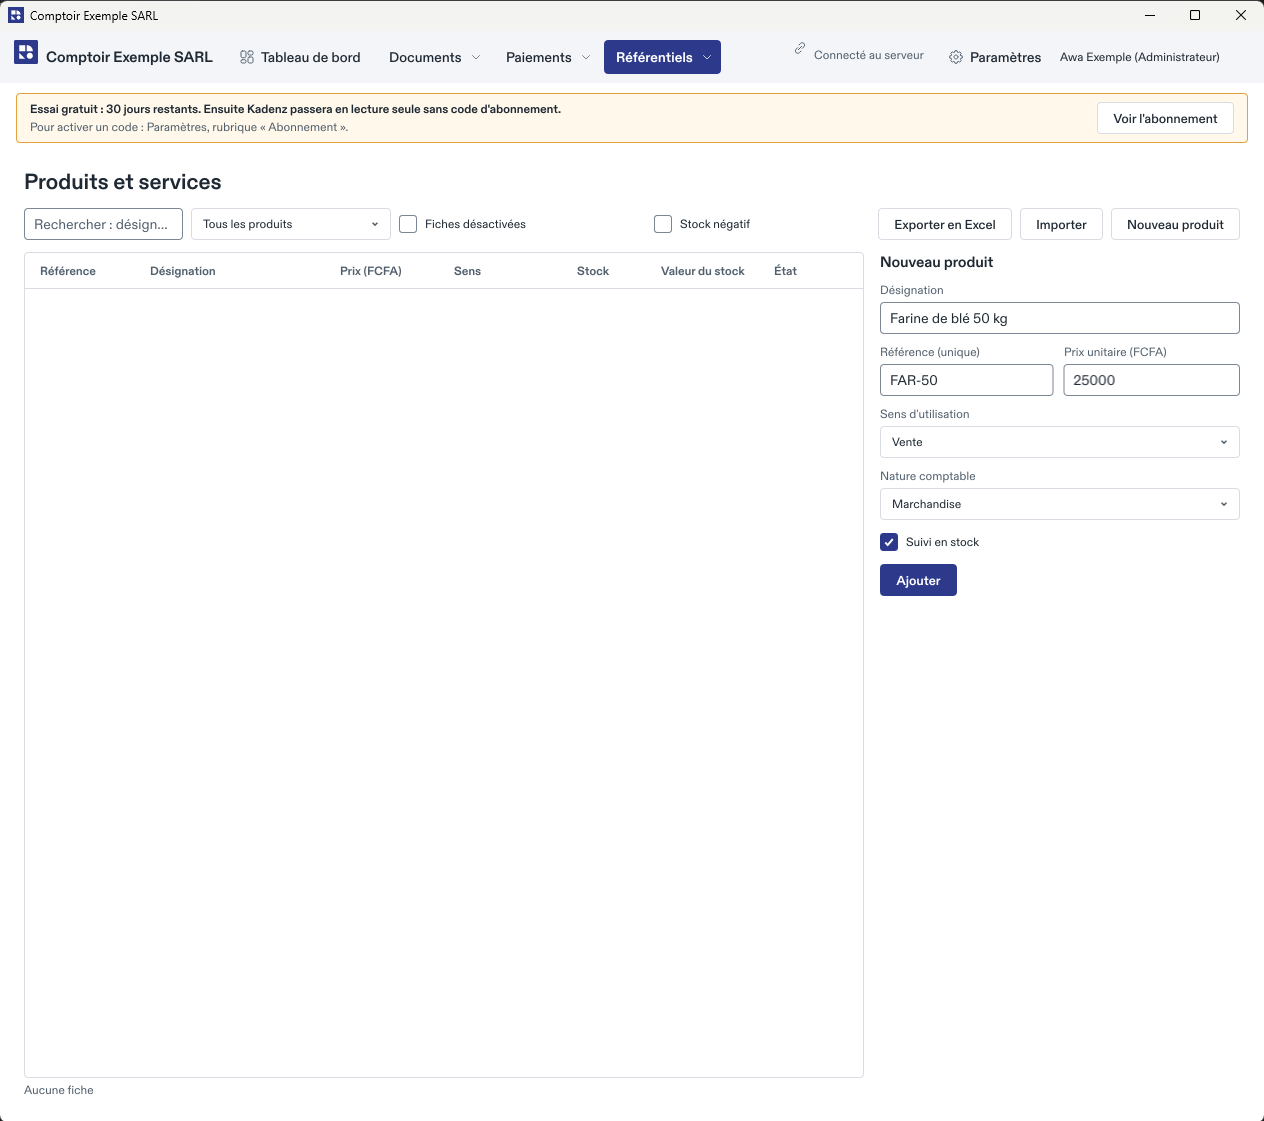 Comptoir Exemple SARL
Comptoir Exemple SARL
Tableau de bord
Documents
Paiements
Référentiels
Connecté au serveur
Paramètres
Awa Exemple (Administrateur)
Essai gratuit : 30 jours restants. Ensuite Kadenz passera en lecture seule sans code d'abonnement.
Pour activer un code : Paramètres, rubrique « Abonnement ».
Voir l'abonnement
Produits et services
Rechercher : désign...
Tous les produits
Fiches désactivées
Stock négatif
Exporter en Excel
Importer
Nouveau produit
Référence
Désignation
Prix (FCFA)
Sens
Stock
Valeur du stock
État
Nouveau produit
Désignation
Farine de blé 50 kg
Référence (unique)
Prix unitaire (FCFA)
FAR-50
25000
Sens d'utilisation
Vente
Nature comptable
Marchandise
Suivi en stock
Ajouter
Aucune fiche